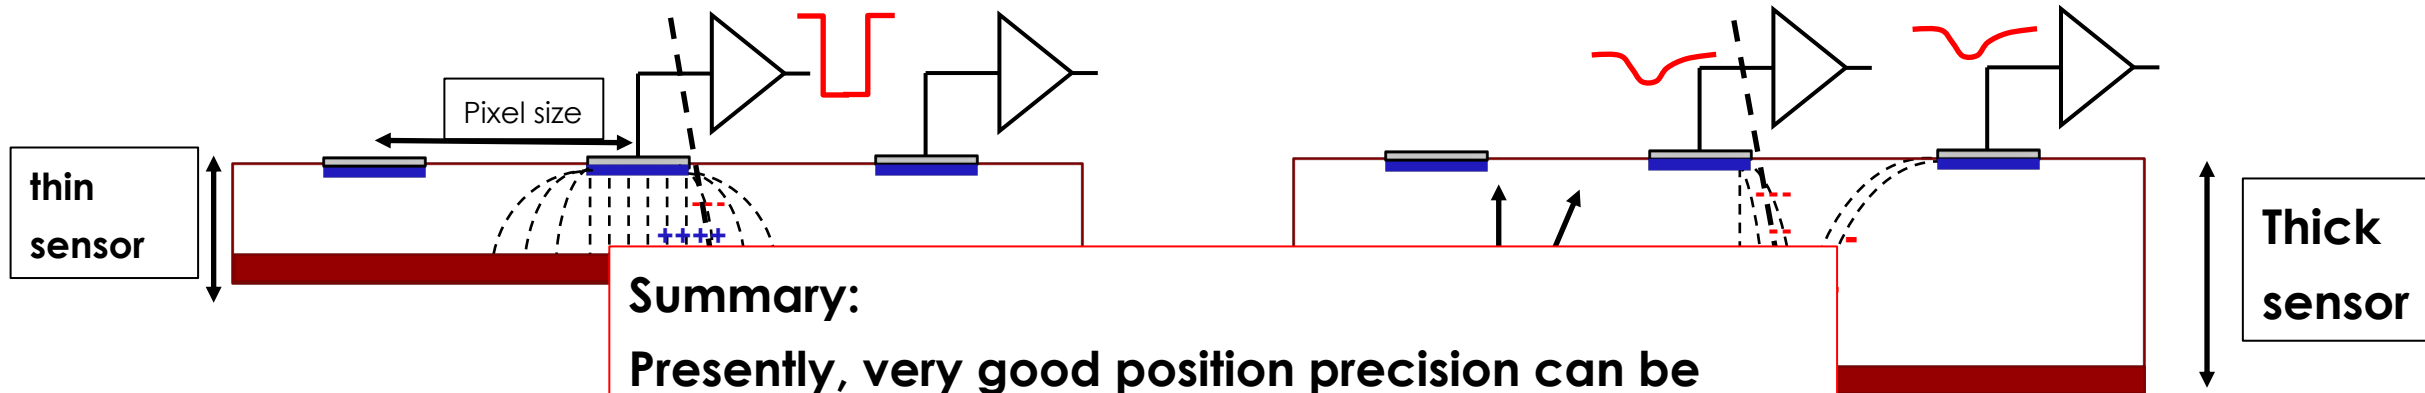 Pixel size
thin
sensor
Thick
sensor
Summary:
Presently, very good position precision can be